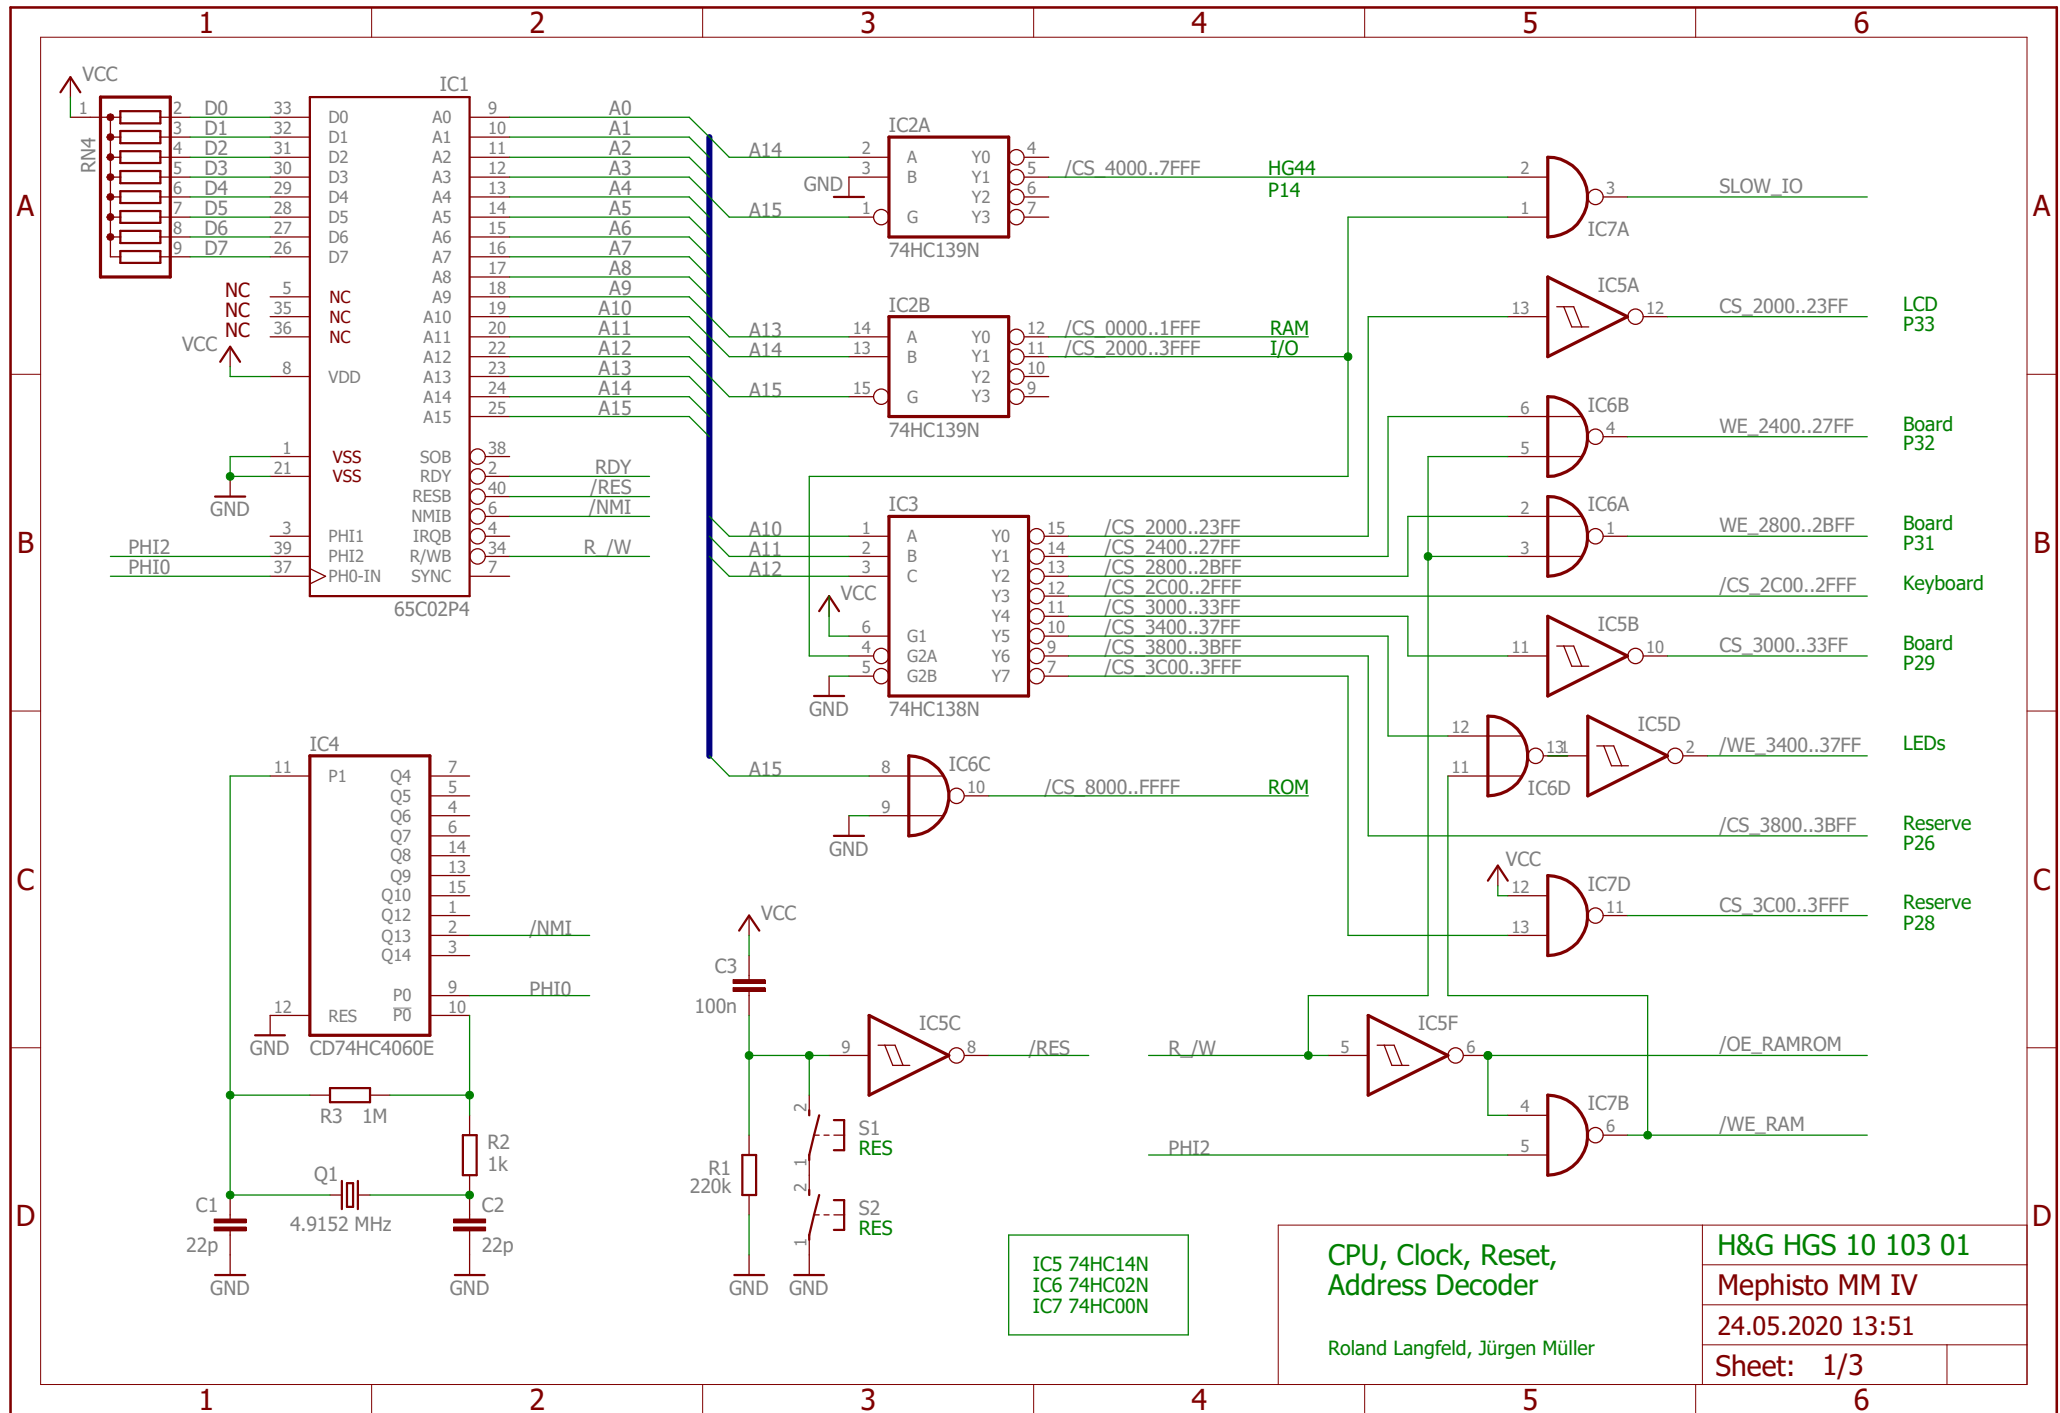 1 2 3 4 5 6
A
B
C
D
VCC
1
RN4
2 D0 33 D0
3 D1 32 D1
4 D2 31 D2
5 D3 30 D3
6 D4 29 D4
7 D5 28 D5
8 D6 27 D6
9 D7 26 D7
NC 5 NC
NC 35 NC
NC 36 NC
VCC
8 VDD
1 VSS
21 VSS
GND
3 PHI1
PHI2 39 PHI2
PHI0 37 PH0-IN
IC1
A0 9 A0
A1 10 A1
A2 11 A2
A3 12 A3
A4 13 A4
A5 14 A5
A6 15 A6
A7 16 A7
A8 17 A8
A9 18 A9
A10 19 A10
A11 20 A11
A12 22 A12
A13 23 A13
A14 24 A14
A15 25 A15
SOB 38
RDY 2 RDY
RESB 40 /RES
NMIB 6 /NMI
IRQB 4
R/WB 34 R_/W
SYNC 7
65C02P4
IC2A
A14 2 A Y0 4
GND 3 B Y1 5 /CS_4000..7FFF HG44
P14
Y2 6
A15 1 G Y3 7
74HC139N
IC2B
A13 14 A Y0 12 /CS_0000..1FFF RAM
A14 13 B Y1 11 /CS_2000..3FFF I/O
Y2 10
A15 15 G Y3 9
74HC139N
IC3
A10 1 A Y0 15 /CS_2000..23FF
A11 2 B Y1 14 /CS_2400..27FF
A12 3 C Y2 13 /CS_2800..2BFF
VCC Y3 12 /CS_2C00..2FFF
Y4 11 /CS_3000..33FF
6 G1 Y5 10 /CS_3400..37FF
4 G2A Y6 9 /CS_3800..3BFF
5 G2B Y7 7 /CS_3C00..3FFF
GND
74HC138N
A15 8 IC6C
10 /CS_8000..FFFF ROM
9
GND
2
3 SLOW_IO
1
IC7A
IC5A
13 12 CS_2000..23FF LCD
P33
6 IC6B
4 WE_2400..27FF Board
P32
5
2 IC6A
1 WE_2800..2BFF Board
P31
3
/CS_2C00..2FFF Keyboard
IC5B
11 10 CS_3000..33FF Board
P29
12 IC5D
13 1 2 /WE_3400..37FF LEDs
11 IC6D
/CS_3800..3BFF Reserve
P26
VCC
12 IC7D
11 CS_3C00..3FFF Reserve
P28
13
IC4
11 P1 Q4 7
Q5 5
Q6 4
Q7 6
Q8 14
Q9 13
Q10 15
Q12 1
Q13 2 /NMI
Q14 3
P0 9 PHI0
12 RES P0 10
GND CD74HC4060E
R3 1M
R2
1k
Q1
4.9152 MHz
C1
22p
C2
22p
GND GND
VCC
C3
100n
IC5C
9 8 /RES
2
S1
RES
1
R1
220k
2
S2
RES
1
GND GND
IC5F
R_/W 5 6 /OE_RAMROM
4 IC7B
6 /WE_RAM
PHI2 5
IC5 74HC14N
IC6 74HC02N
IC7 74HC00N
CPU, Clock, Reset,
Address Decoder
Roland Langfeld, Jürgen Müller
H&G HGS 10 103 01
Mephisto MM IV
24.05.2020 13:51
Sheet: 1/3
A
B
C
D
1 2 3 4 5 6